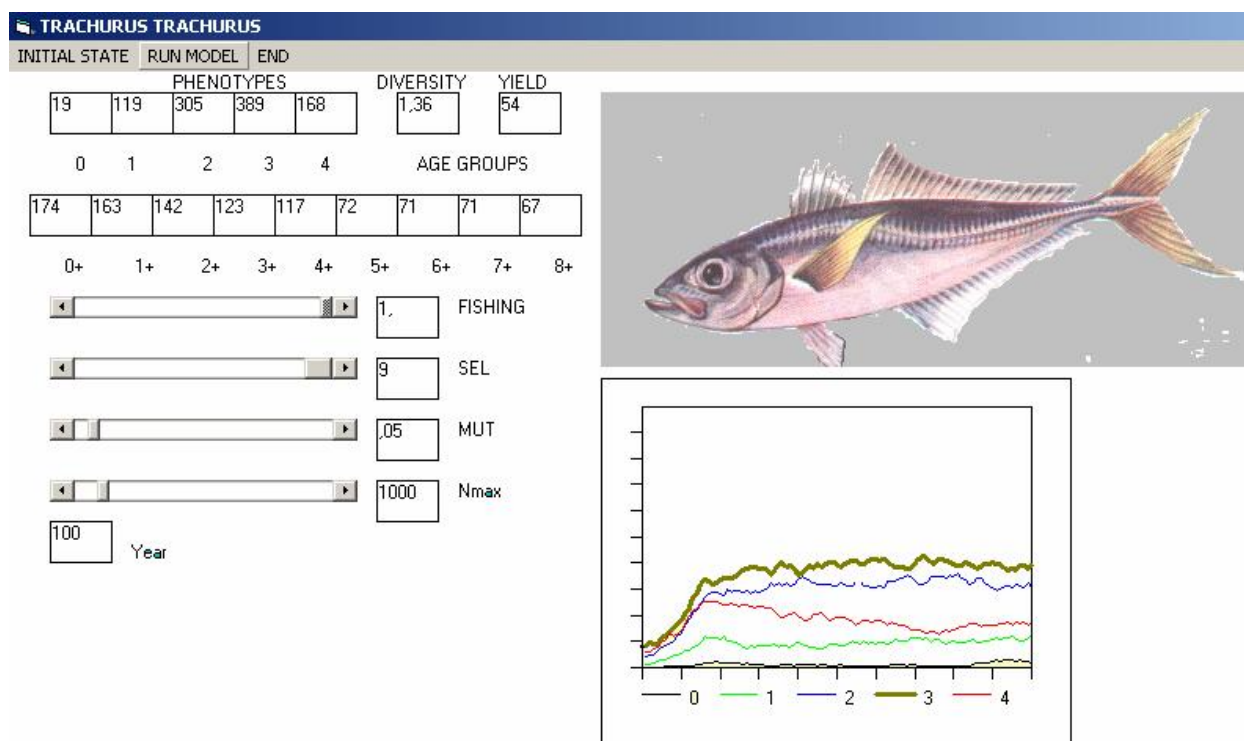 TRACHURUS TRACHURUS
INITIAL STATE RUN MODEL END
PHENOTYPES DIVERSITY YIELD
19 119 305 389 168 1,36 54
0 1 2 3 4 AGE GROUPS
174 163 142 123 117 72 71 71 67
0+ 1+ 2+ 3+ 4+ 5+ 6+ 7+ 8+
1, FISHING
9 SEL
,05 MUT
1000 Nmax
100 Year
0 1 2 3 4